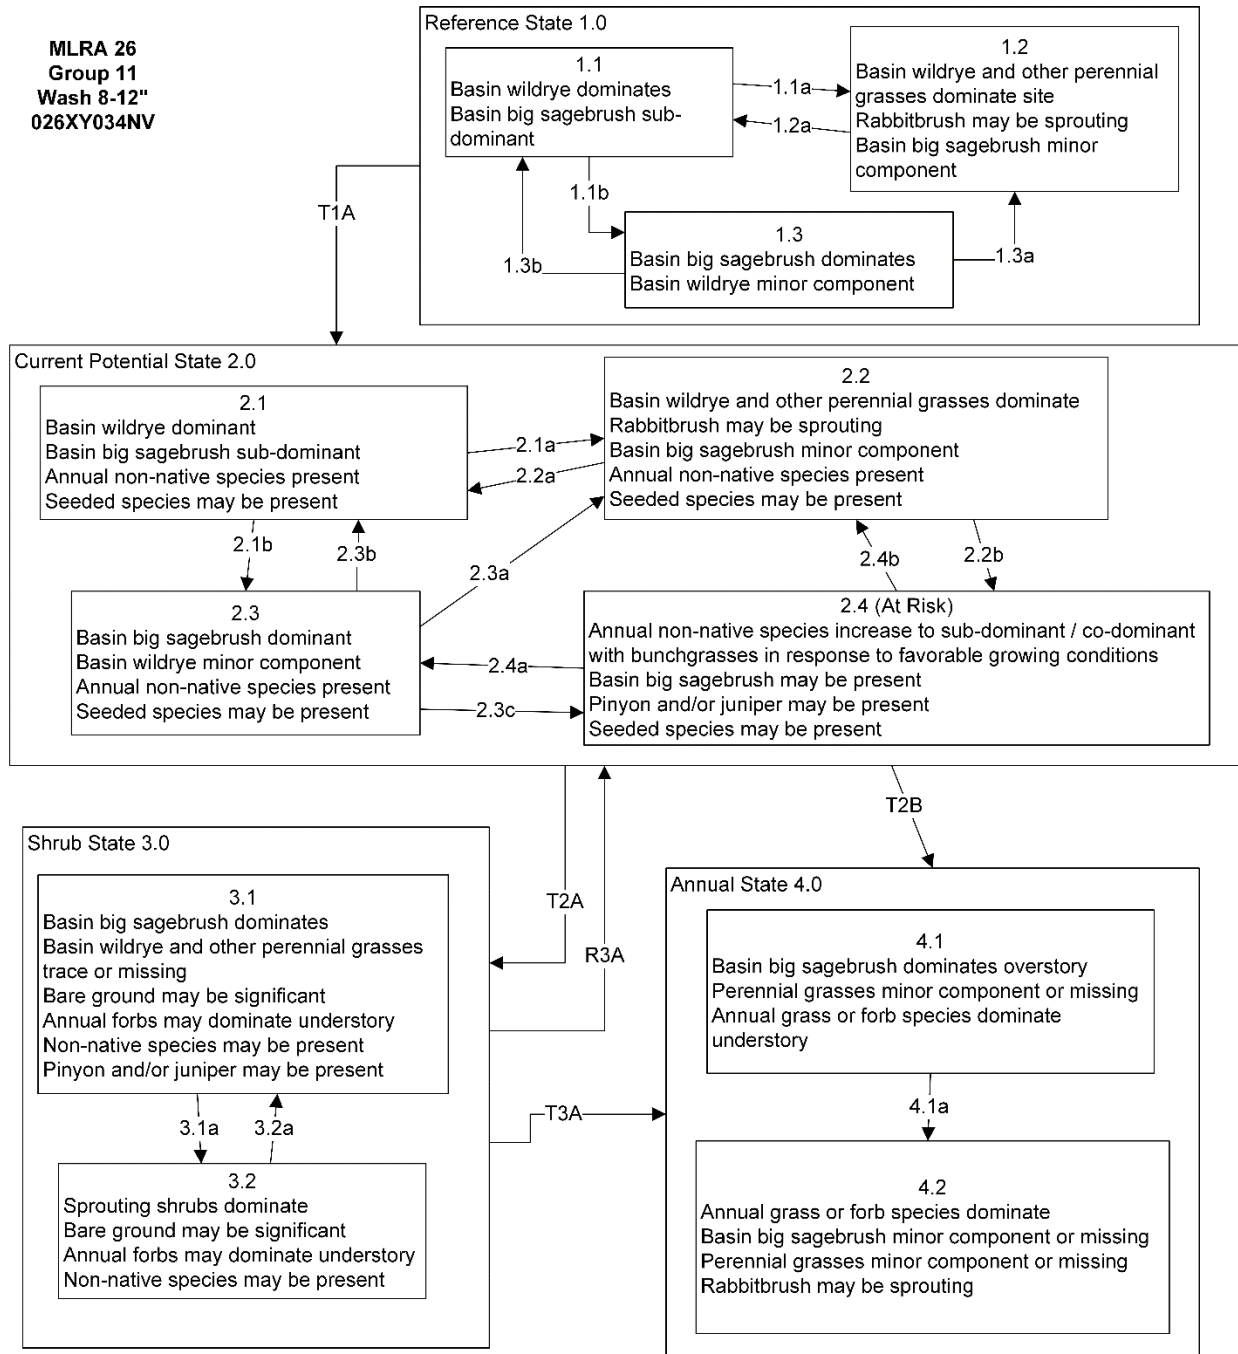 MLRA 26
Group 11
Wash 8-12"
026XY034NV
Reference State 1.0
1.1
Basin wildrye dominates
Basin big sagebrush sub-
dominant
1.1a
1.2a
1.2
Basin wildrye and other perennial
grasses dominate site
Rabbitbrush may be sprouting
Basin big sagebrush minor
component
1.1b
1.3b
1.3
Basin big sagebrush dominates
Basin wildrye minor component
1.3a
T1A
Current Potential State 2.0
2.1
Basin wildrye dominant
Basin big sagebrush sub-dominant
Annual non-native species present
Seeded species may be present
2.1a
2.2a
2.2
Basin wildrye and other perennial grasses dominate
Rabbitbrush may be sprouting
Basin big sagebrush minor component
Annual non-native species present
Seeded species may be present
2.1b
2.3b
2.3a
2.4b
2.2b
2.3
Basin big sagebrush dominant
Basin wildrye minor component
Annual non-native species present
Seeded species may be present
2.4a
2.3c
2.4 (At Risk)
Annual non-native species increase to sub-dominant / co-dominant
with bunchgrasses in response to favorable growing conditions
Basin big sagebrush may be present
Pinyon and/or juniper may be present
Seeded species may be present
T2A
R3A
T2B
Shrub State 3.0
3.1
Basin big sagebrush dominates
Basin wildrye and other perennial grasses
trace or missing
Bare ground may be significant
Annual forbs may dominate understory
Non-native species may be present
Pinyon and/or juniper may be present
3.1a
3.2a
3.2
Sprouting shrubs dominate
Bare ground may be significant
Annual forbs may dominate understory
Non-native species may be present
T3A
Annual State 4.0
4.1
Basin big sagebrush dominates overstory
Perennial grasses minor component or missing
Annual grass or forb species dominate
understory
4.1a
4.2
Annual grass or forb species dominate
Basin big sagebrush minor component or missing
Perennial grasses minor component or missing
Rabbitbrush may be sprouting